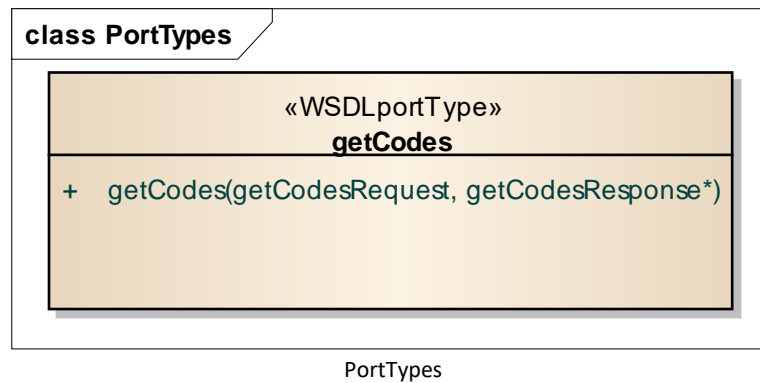 class PortTypes
«WSDLportType»
getCodes
+ getCodes(getCodesRequest, getCodesResponse*)
PortTypes